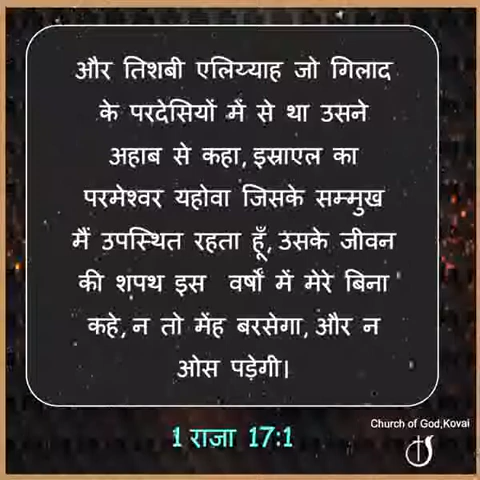 और तिशबी एलिय्याह जो गिलाद
के परदेसियों में से था उसने
अहाब से कहा, इस्राएल का
परमेश्वर यहोवा जिसके सम्मुख
मैं उपस्थित रहता हूँ, उसके जीवन
की शपथ इस वर्षों में मेरे बिना
कहे, न तो मेंह बरसेगा, और न
ओस पड़ेगी।
1 राजा 17:1
Church of God,Kovai